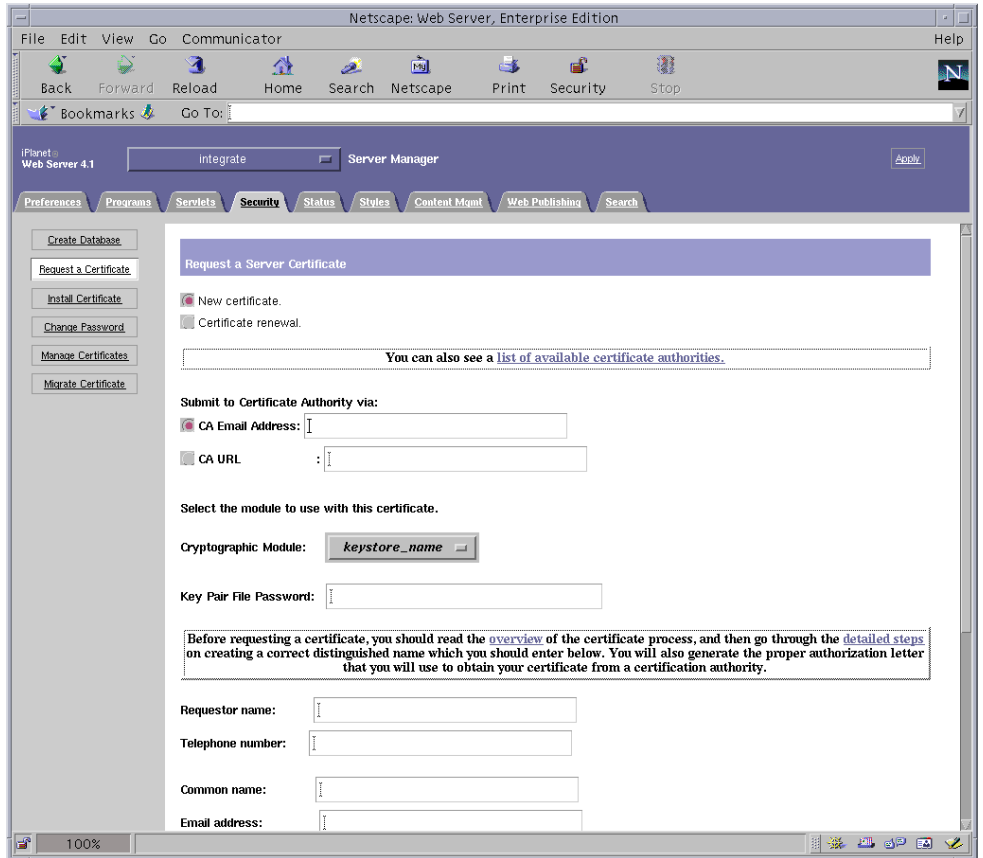 Netscape: Web Server, Enterprise Edition
File Edit View Go Communicator Help
Back Forward Reload Home Search Netscape Print Security Stop
My
N
Bookmarks Go To:
iPlanet
Web Server 4.1
integrate
Server Manager
Apply
Preferences Programs Servlets Security Status Styles Content Mgmt Web Publishing Search
Create Database
Request a Certificate
Install Certificate
Change Password
Manage Certificates
Migrate Certificate
Request a Server Certificate
New certificate.
Certificate renewal.
You can also see a list of available certificate authorities.
Submit to Certificate Authority via:
CA Email Address:
CA URL :
Select the module to use with this certificate.
Cryptographic Module: keystore_name
Key Pair File Password:
Before requesting a certificate, you should read the overview of the certificate process, and then go through the detailed steps
on creating a correct distinguished name which you should enter below. You will also generate the proper authorization letter
that you will use to obtain your certificate from a certification authority.
Requestor name:
Telephone number:
Common name:
Email address:
100%